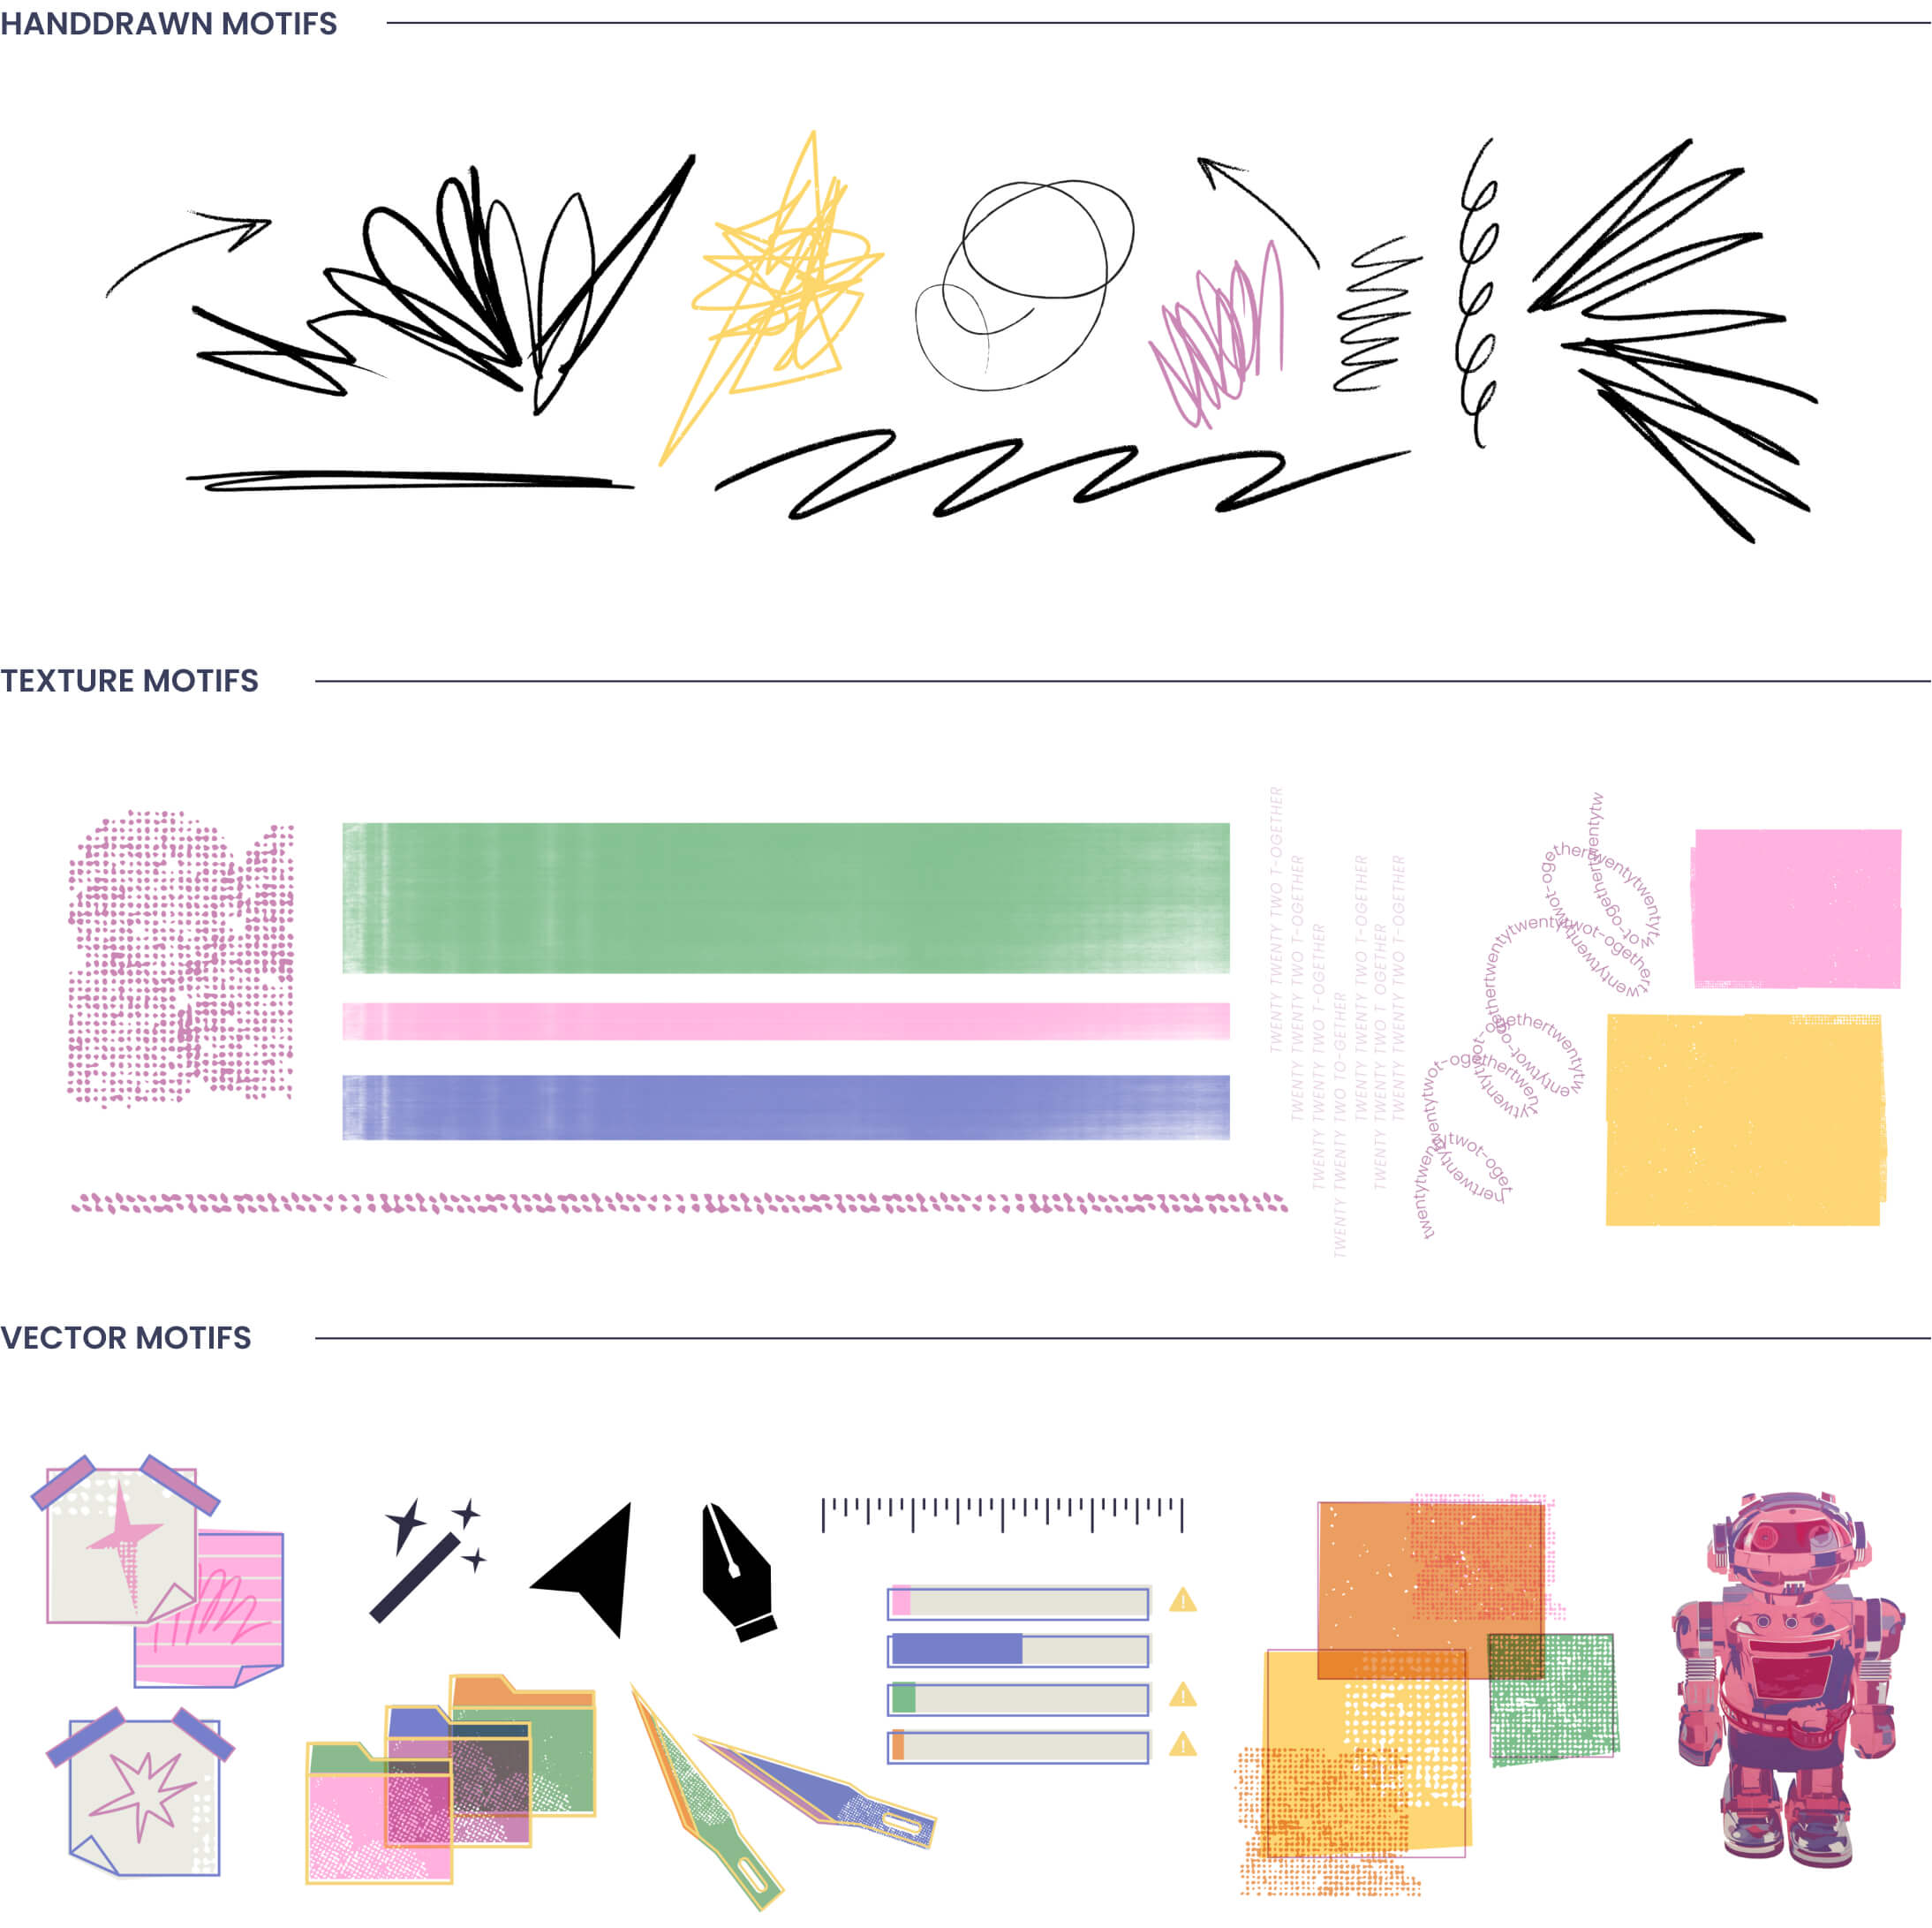 HANDDRAWN MOTIFS
TEXTURE MOTIFS
TWENTY TWENTY TWO T-OGETHER
TWENTY TWENTY TWO T-OGETHER
TWENTY TWENTY TWO T-OGETHER
TWENTY TWENTY TWO TO-GETHER
TWENTY TWENTY TWO T-OGETHER
TWENTY TWENTY TWO T OGETHER
TWENTY TWENTY TWO T-OGETHER
twentytwentytwot-ogethertwentytwentytwot-ogethertwentytwentytwot-ogethertwentytwentytwot-ogethertwentytwentytwot-ogethertwentytw
VECTOR MOTIFS